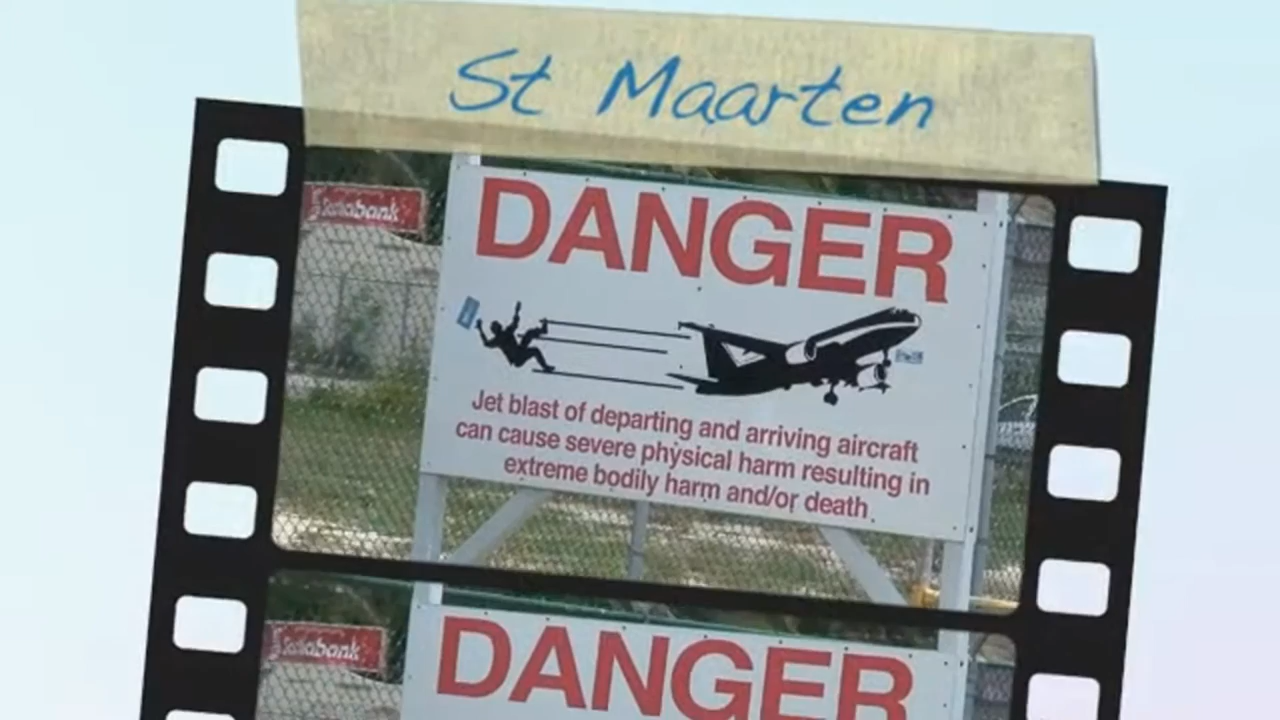 St Maarten
Scotiabank
DANGER
Jet blast of departing and arriving aircraft
can cause severe physical harm resulting in
extreme bodily harm and/or death
Scotiabank
DANGER